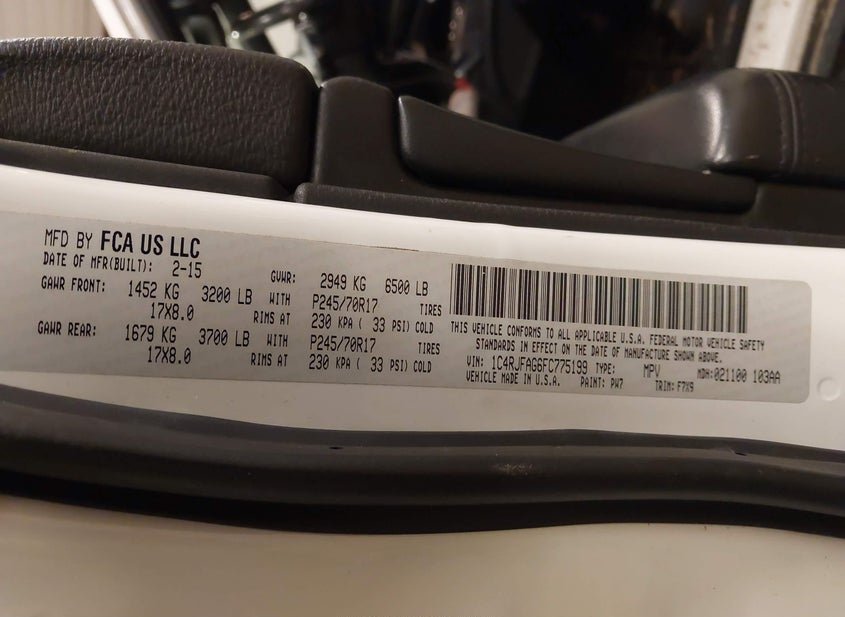 MFD BY FCA US LLC
DATE OF MFR(BUILT): 2-15
GVWR: 2949 KG 6500 LB
GAWR FRONT: 1452 KG 3200 LB WITH P245/70R17 TIRES
17X8.0 RIMS AT 230 KPA ( 33 PSI) COLD
GAWR REAR: 1679 KG 3700 LB WITH P245/70R17 TIRES
17X8.0 RIMS AT 230 KPA ( 33 PSI) COLD
THIS VEHICLE CONFORMS TO ALL APPLICABLE U.S.A. FEDERAL MOTOR VEHICLE SAFETY
STANDARDS IN EFFECT ON THE DATE OF MANUFACTURE SHOWN ABOVE.
VIN: 1C4RJFAG6FC775199 TYPE: MPV MDH:021100 103AA
VEHICLE MADE IN U.S.A. PAINT: PW7 TRIM: F7X9